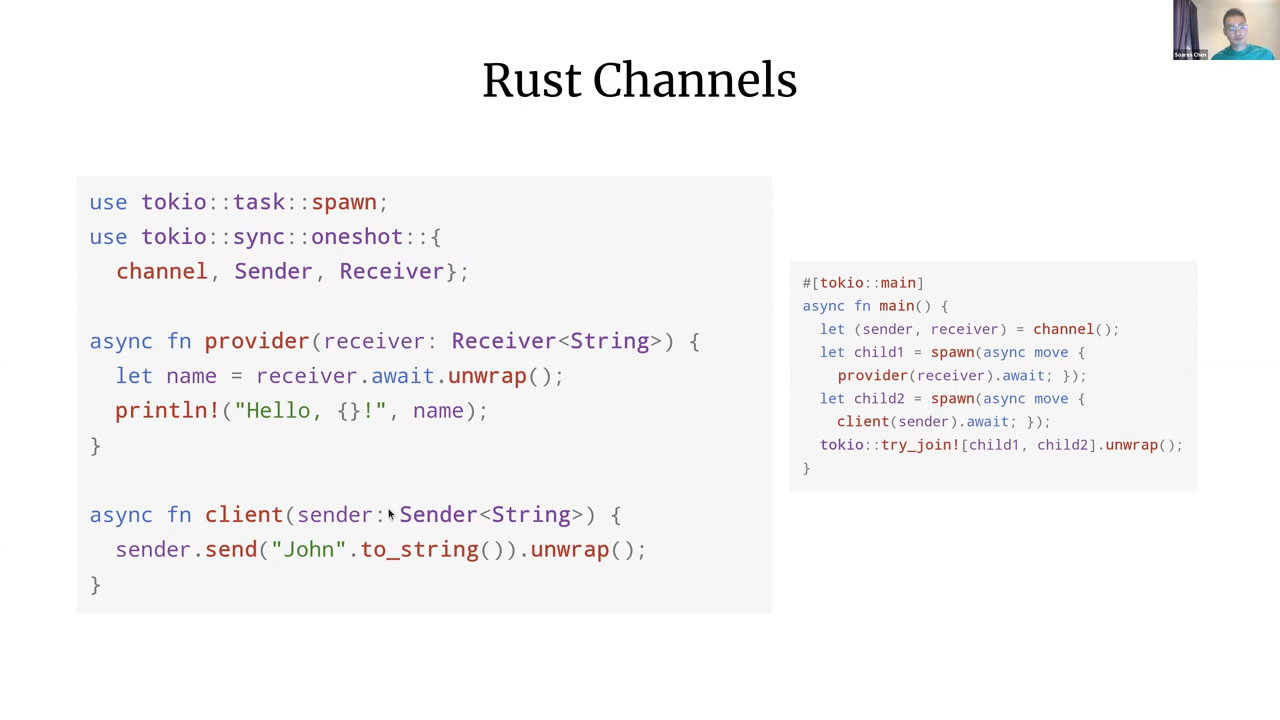 Rust Channels
Soares Chen
use tokio::task::spawn;
use tokio::sync::oneshot::{
  channel, Sender, Receiver};

async fn provider(receiver: Receiver<String>) {
  let name = receiver.await.unwrap();
  println!("Hello, {}!", name);
}

async fn client(sender: Sender<String>) {
  sender.send("John".to_string()).unwrap();
}

#[tokio::main]
async fn main() {
  let (sender, receiver) = channel();
  let child1 = spawn(async move {
    provider(receiver).await; });
  let child2 = spawn(async move {
    client(sender).await; });
  tokio::try_join![child1, child2].unwrap();
}